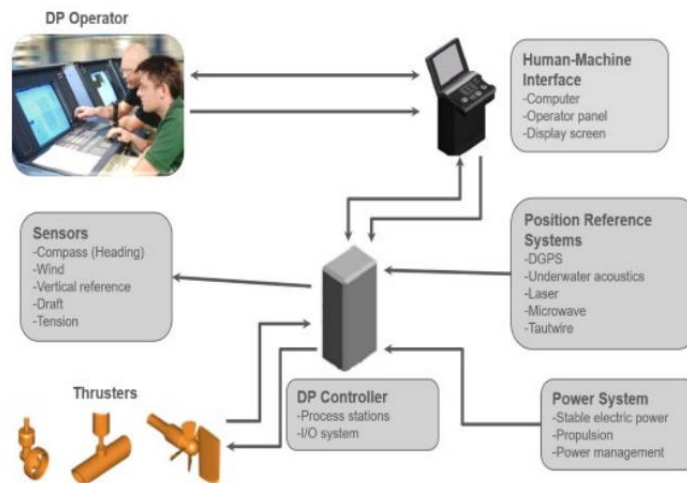 DP Operator
Human-Machine
Interface
-Computer
-Operator panel
-Display screen
Sensors
-Compass (Heading)
-Wind
-Vertical reference
-Draft
-Tension
Position Reference
Systems
-DGPS
-Underwater acoustics
-Laser
-Microwave
-Tautwire
Thrusters
DP Controller
-Process stations
-I/O system
Power System
-Stable electric power
-Propulsion
-Power management